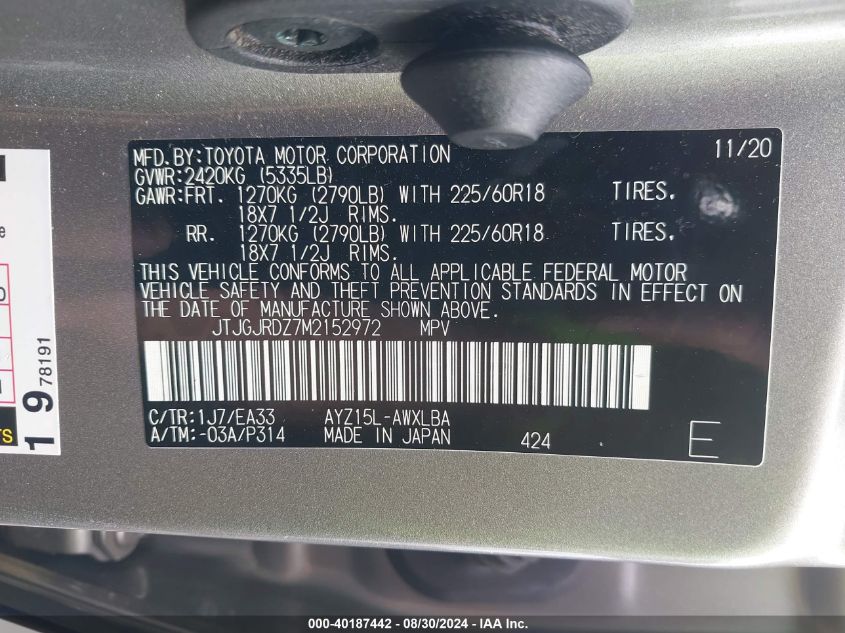 MFD.BY:TOYOTA MOTOR CORPORATION 11/20
GVWR:2420KG (5335LB)
GAWR:FRT. 1270KG (2790LB) WITH 225/60R18 TIRES.
18X7 1/2J RIMS.
RR. 1270KG (2790LB) WITH 225/60R18 TIRES.
18X7 1/2J RIMS.
THIS VEHICLE CONFORMS TO ALL APPLICABLE FEDERAL MOTOR
VEHICLE SAFETY AND THEFT PREVENTION STANDARDS IN EFFECT ON
THE DATE OF MANUFACTURE SHOWN ABOVE.
JTJGJRDZ7M2152972 MPV
C/TR:1J7/EA33 AYZ15L-AWXLBA
A/TM:-03A/P314 MADE IN JAPAN 424 E
1 9 78191
TS
000-40187442 - 08/30/2024 - IAA Inc.